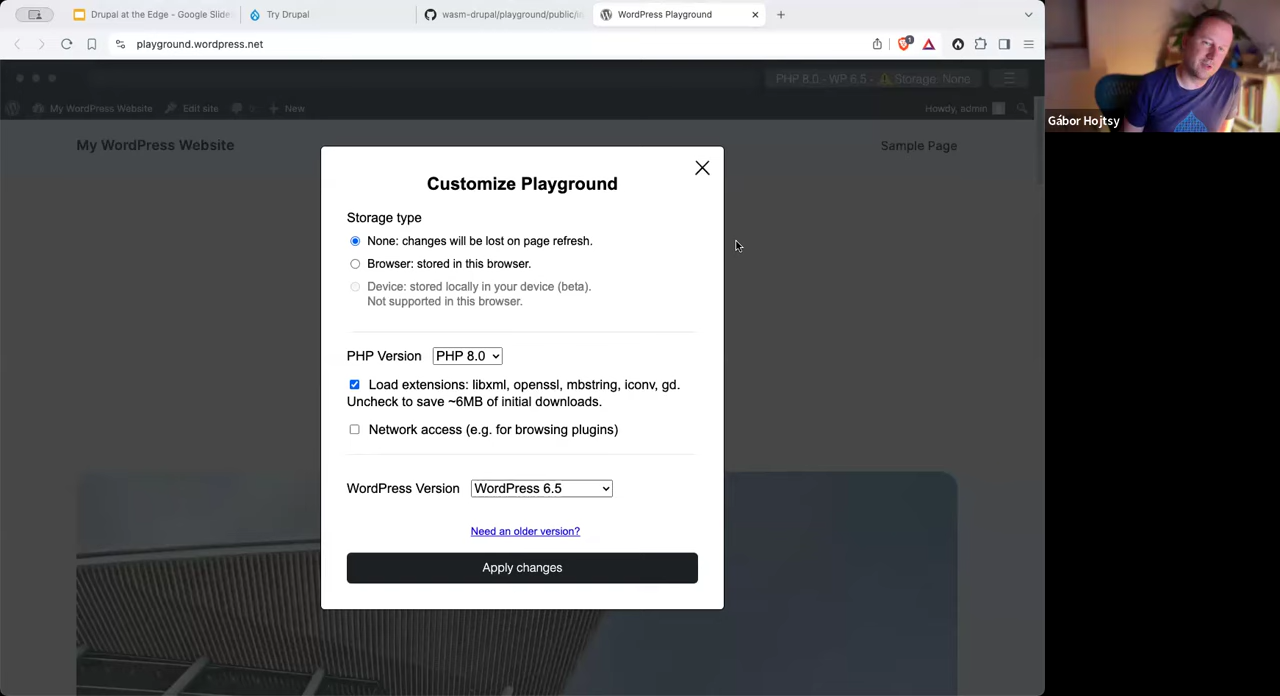 Drupal at the Edge - Google Slide
Try Drupal
wasm-drupal/playground/public/
WordPress Playground
playground.wordpress.net
1
PHP 8.0 - WP 6.5 - ⚠️ Storage: None
My WordPress Website
Edit site
0
New
Howdy, admin
My WordPress Website
Sample Page
Gábor Hojtsy
Customize Playground
Storage type
None: changes will be lost on page refresh.
Browser: stored in this browser.
Device: stored locally in your device (beta).
Not supported in this browser.
PHP Version
PHP 8.0
Load extensions: libxml, openssl, mbstring, iconv, gd.
Uncheck to save ~6MB of initial downloads.
Network access (e.g. for browsing plugins)
WordPress Version
WordPress 6.5
Need an older version?
Apply changes